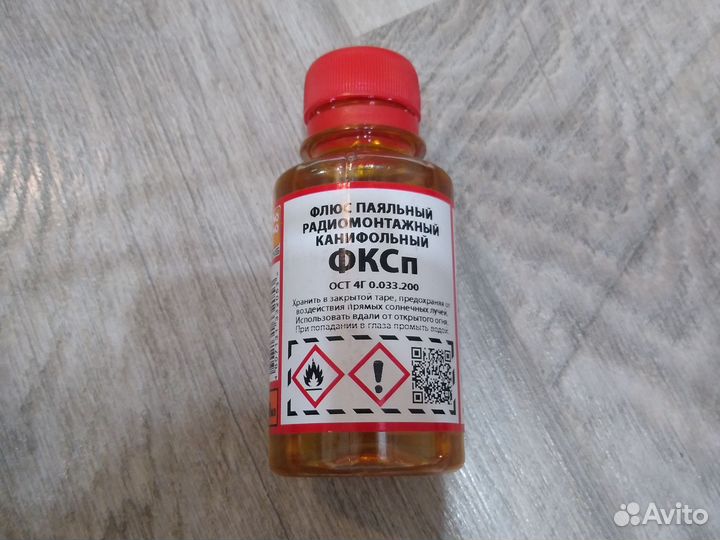 ФЛЮС ПАЯЛЬНЫЙ
РАДИОМОНТАЖНЫЙ
КАНИФОЛЬНЫЙ
ФКСп
ОСТ 4Г 0.033.200
Хранить в закрытой таре, предохраняя от
воздействия прямых солнечных лучей.
Использовать вдали от открытого огня.
При попадании в глаза промыть водой.
Avito